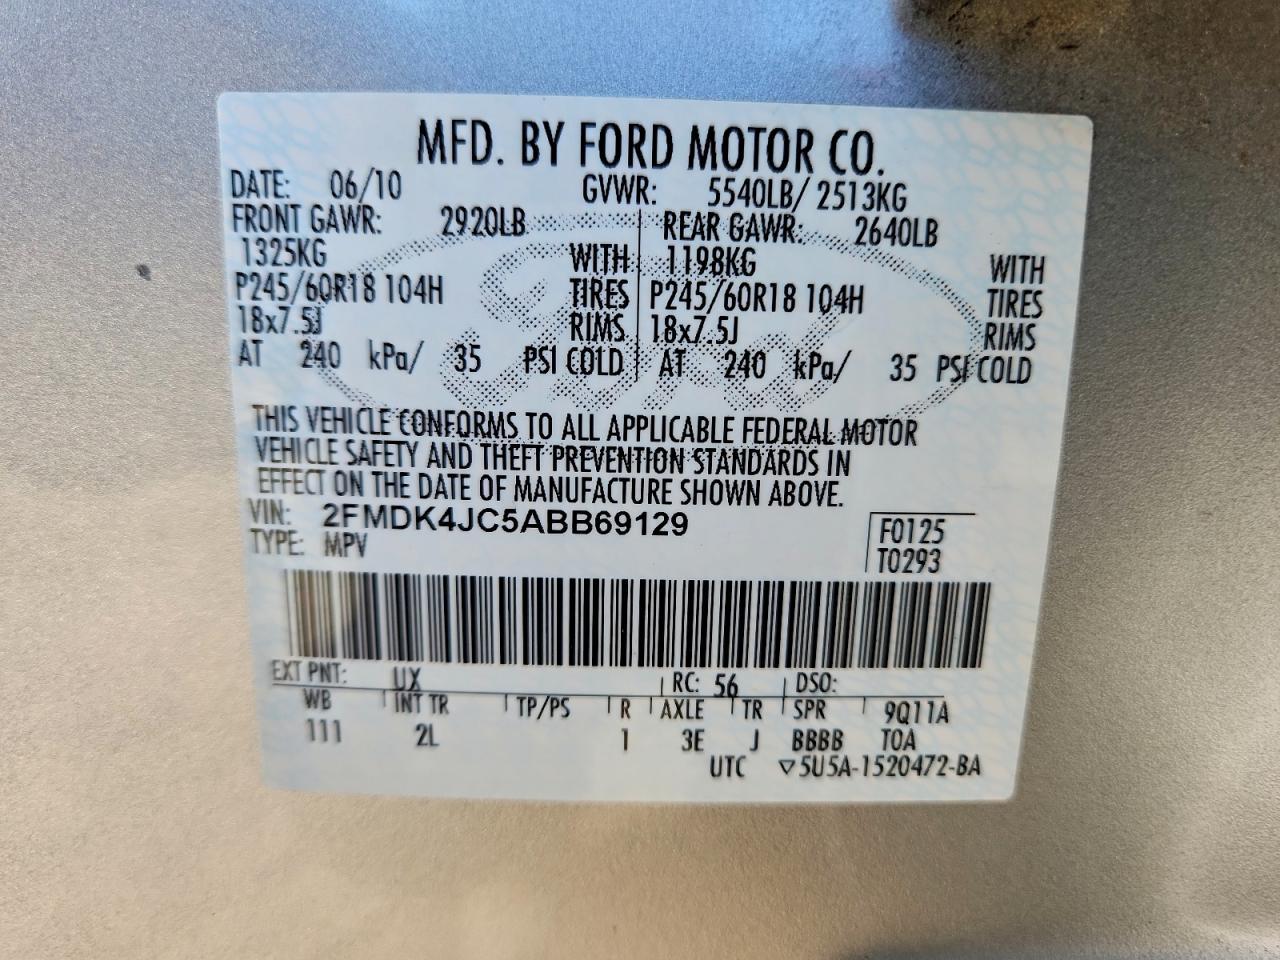 MFD. BY FORD MOTOR CO.
DATE: 06/10 GVWR: 5540LB/ 2513KG
FRONT GAWR: 2920LB REAR GAWR: 2640LB
1325KG WITH 1198KG WITH
P245/60R18 104H TIRES P245/60R18 104H TIRES
18x7.5J RIMS 18x7.5J RIMS
AT 240 kPa/ 35 PSI COLD AT 240 kPa/ 35 PSI COLD
THIS VEHICLE CONFORMS TO ALL APPLICABLE FEDERAL MOTOR
VEHICLE SAFETY AND THEFT PREVENTION STANDARDS IN
EFFECT ON THE DATE OF MANUFACTURE SHOWN ABOVE.
VIN: 2FMDK4JC5ABB69129 F0125
TYPE: MPV T0293
EXT PNT: UX RC: 56 DSO:
WB INT TR TP/PS R AXLE TR SPR 9Q11A
111 2L 1 3E J BBBB TOA
UTC ▽5U5A-1520472-BA
Ford